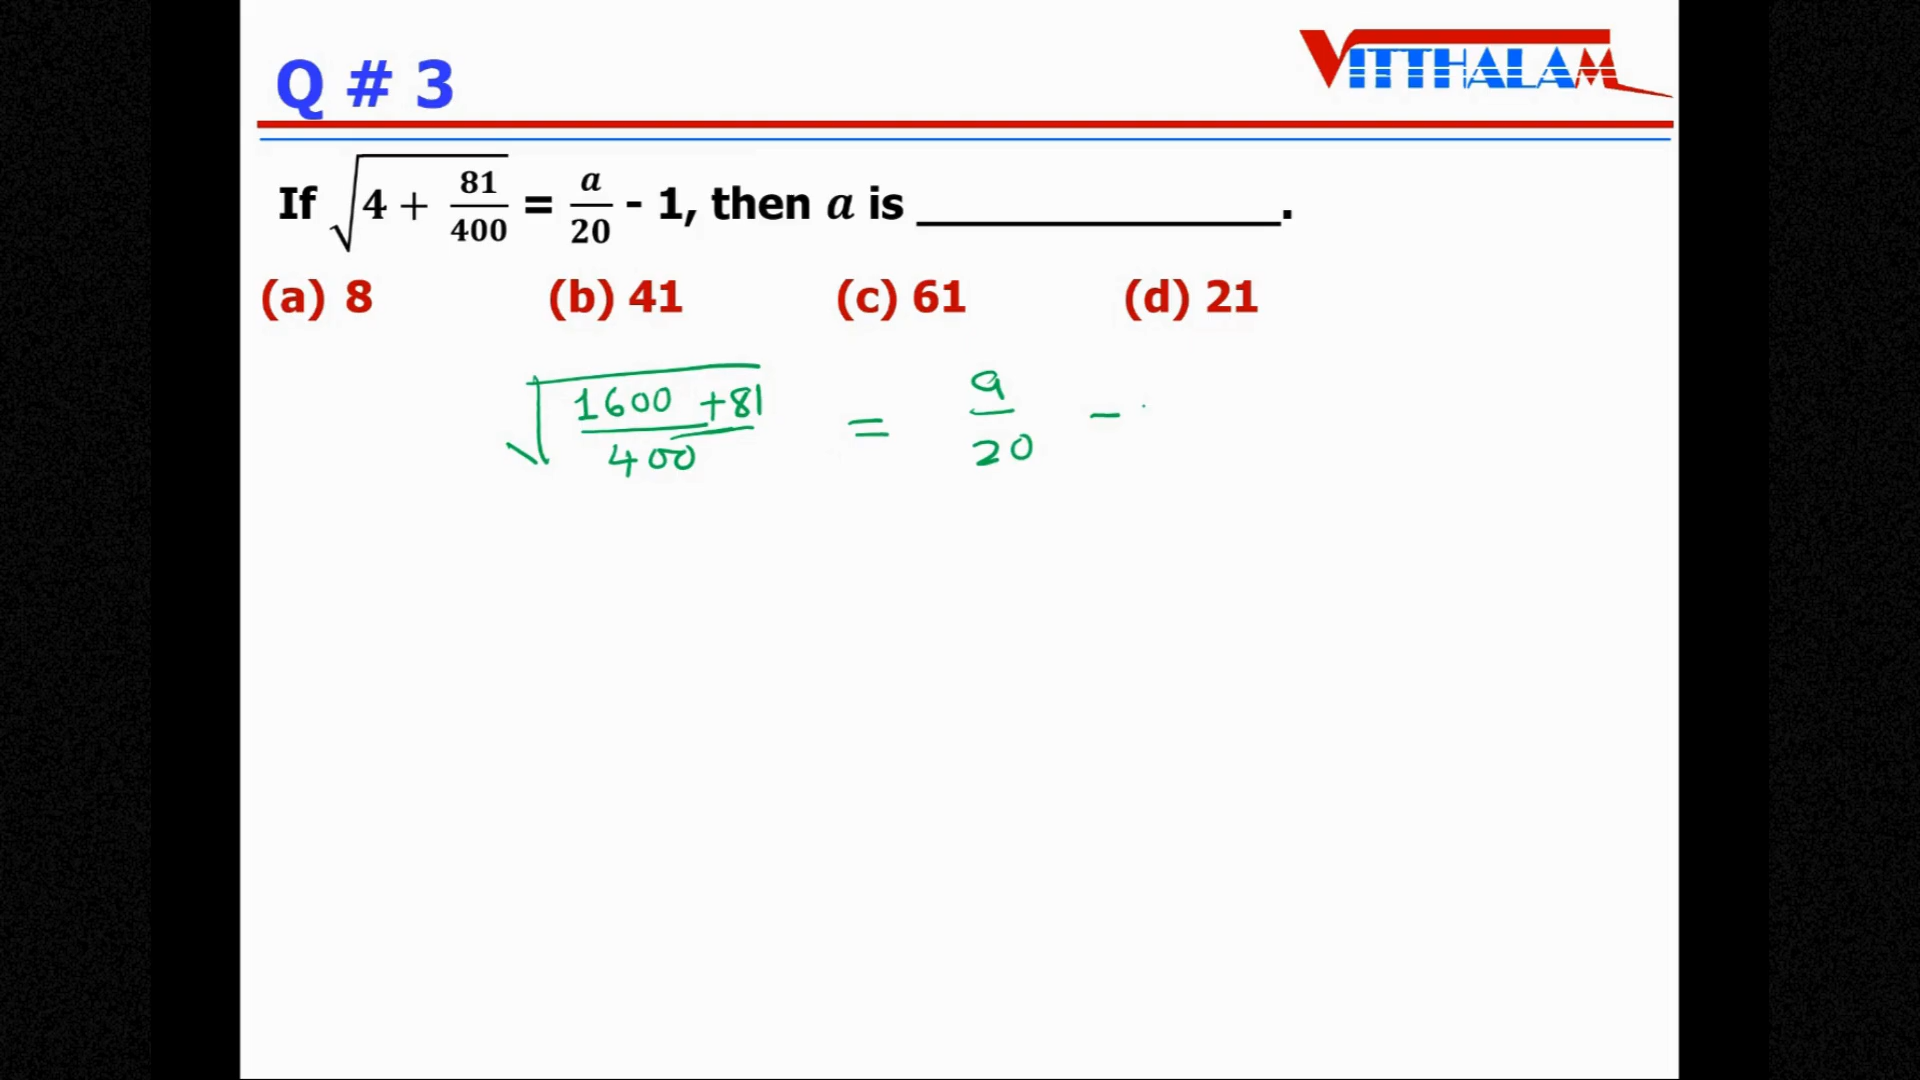 Q # 3
VITTHALAM
If √(4 + 81/400) = a/20 - 1, then a is ________________.
(a) 8 (b) 41 (c) 61 (d) 21
√((1600 + 81)/400) = a/20 -